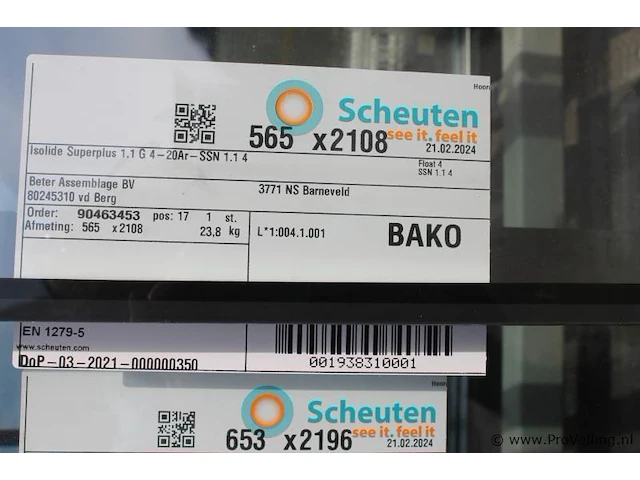 Hoorn
Scheuten
see it. feel it
565 x2108
21.02.2024
Isolide Superplus 1.1 G 4-20Ar-SSN 1.1 4
Float 4
SSN 1.1 4
Beter Assemblage BV
80245310 vd Berg
3771 NS Barneveld
Order: 90463453 pos: 17 1 st.
Afmeting: 565 x2108 23,8 kg
L*1:004.1.001
BAKO
EN 1279-5
www.scheuten.com
DoP-03-2021-000000350
001938310001
Scheuten
see it. feel it
653 x2196
21.02.2024
© www.ProVeiling.nl